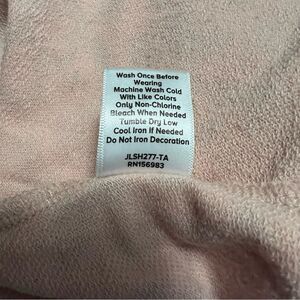 Wash Once Before
Wearing
Machine Wash Cold
With Like Colors
Only Non-Chlorine
Bleach When Needed
Tumble Dry Low
Cool Iron If Needed
Do Not Iron Decoration
JLSH277-TA
RN156983